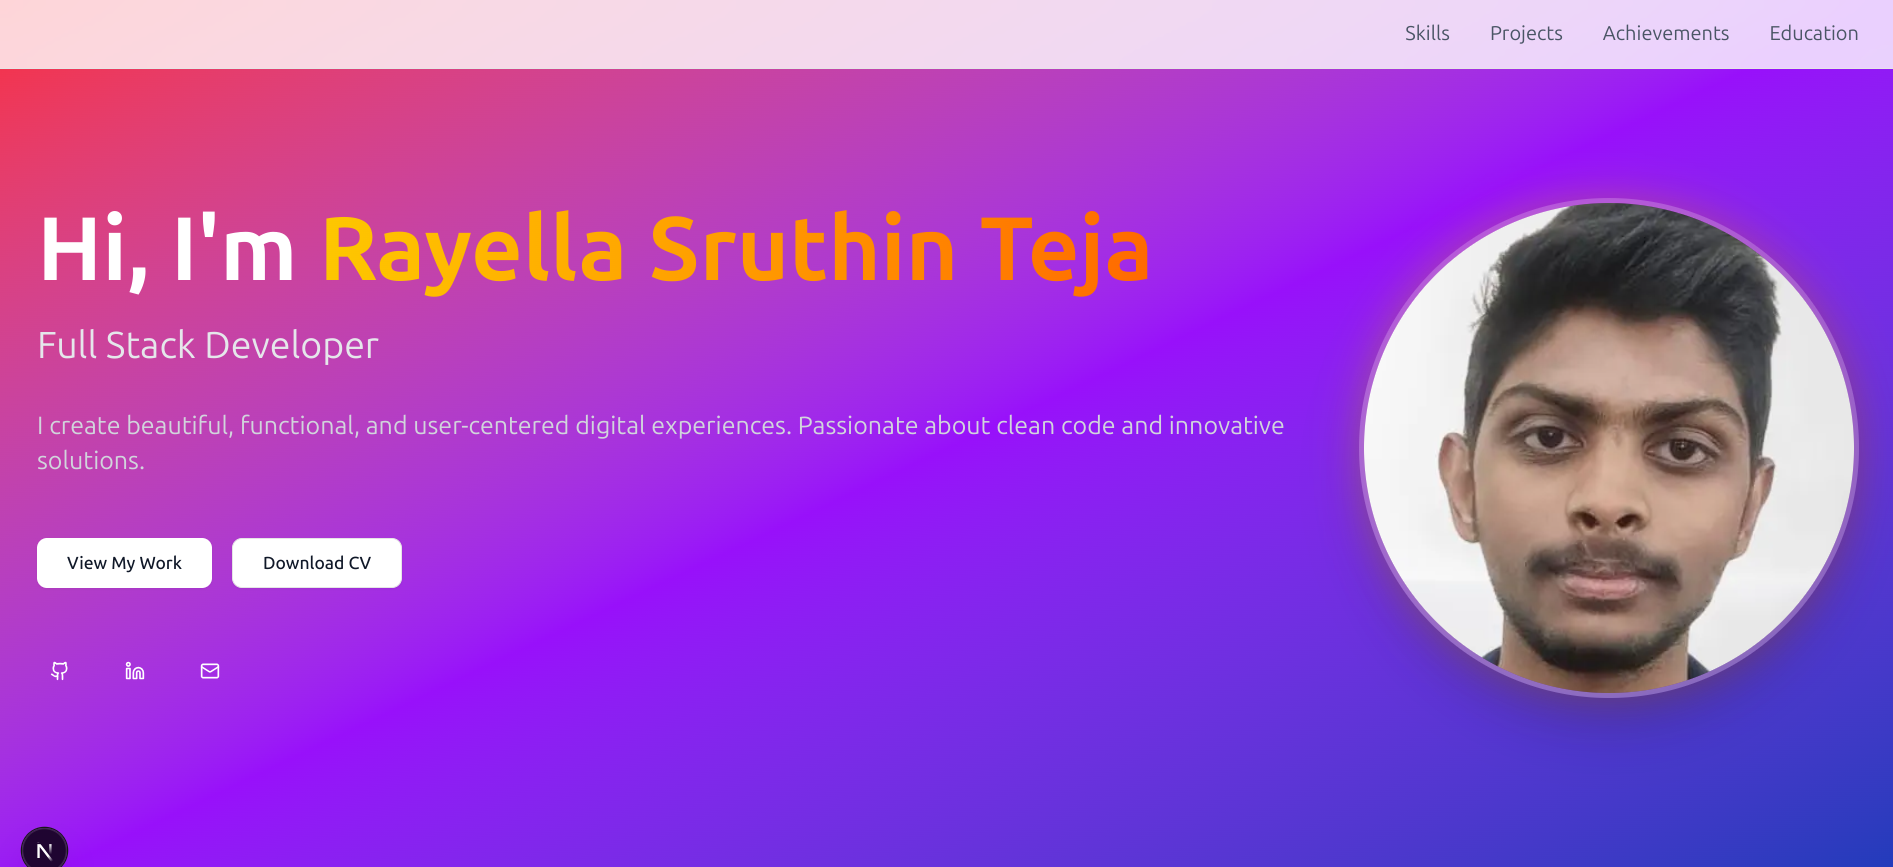 Skills Projects Achievements Education
Hi, I'm Rayella Sruthin Teja
Full Stack Developer
I create beautiful, functional, and user-centered digital experiences. Passionate about clean code and innovative
solutions.
View My Work Download CV
N